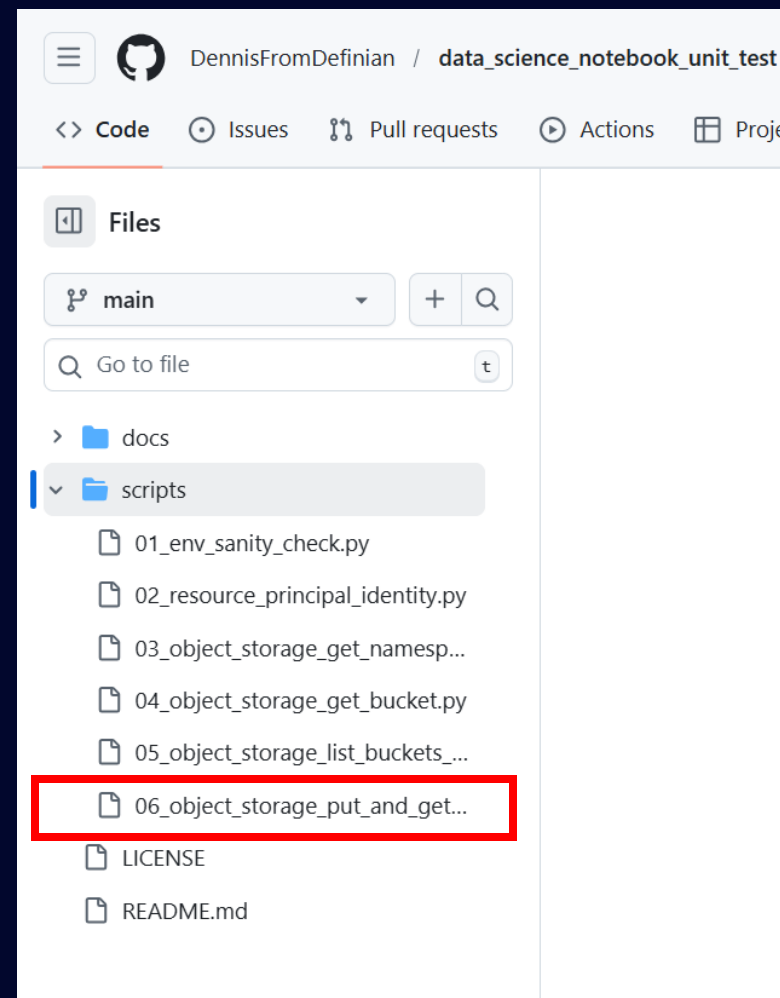 DennisFromDefinian / data_science_notebook_unit_test
Code Issues Pull requests Actions Proje
Files
main
Go to file t
docs
scripts
01_env_sanity_check.py
02_resource_principal_identity.py
03_object_storage_get_namesp...
04_object_storage_get_bucket.py
05_object_storage_list_buckets_...
06_object_storage_put_and_get...
LICENSE
README.md